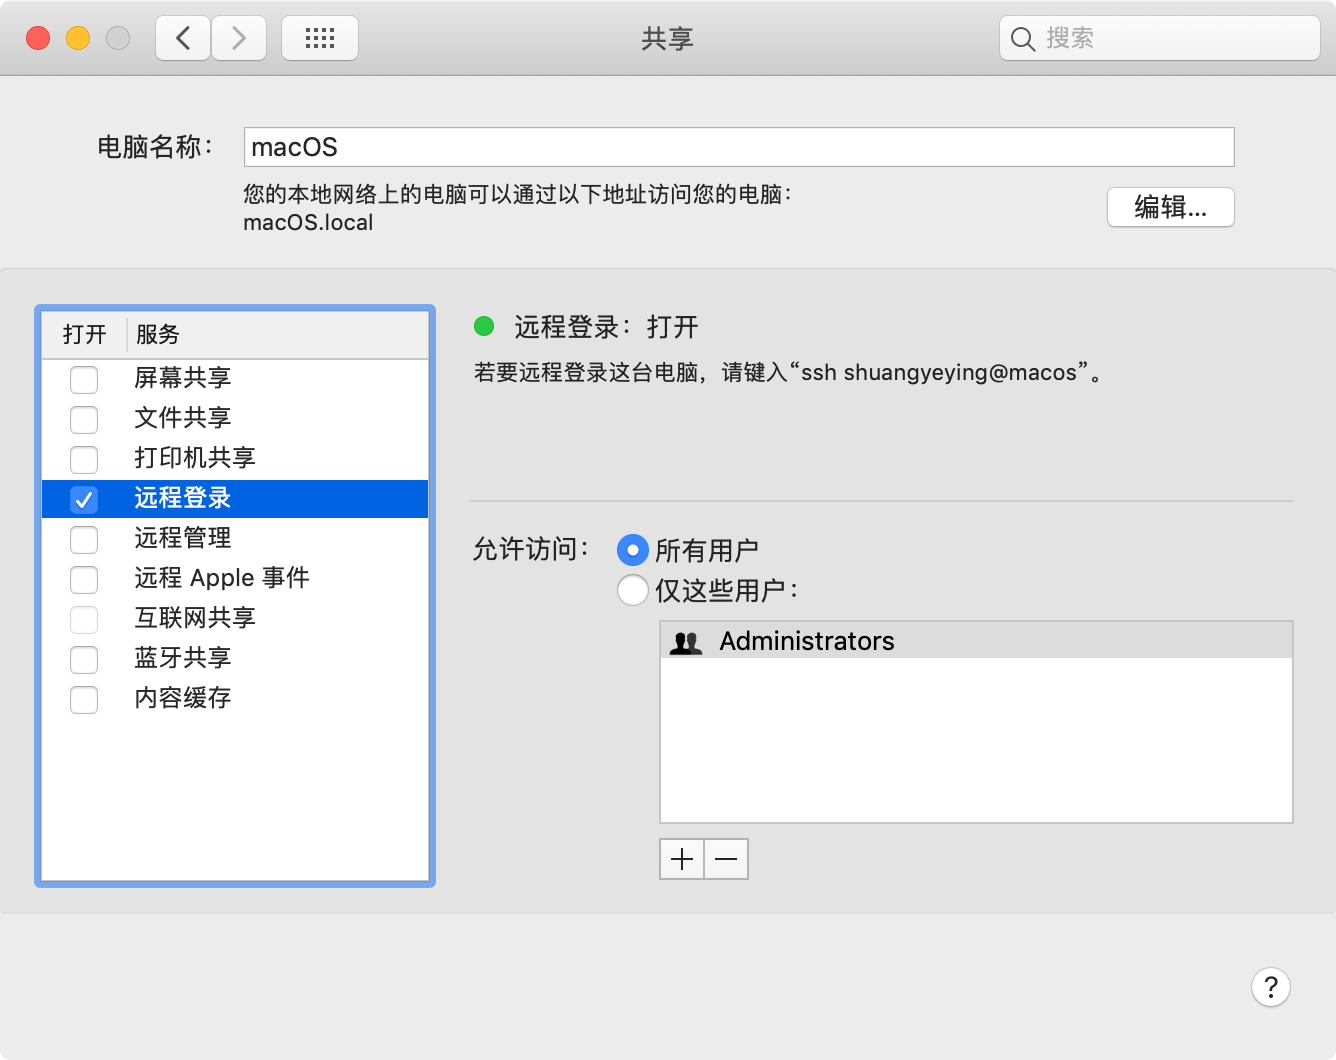 共享
搜索
电脑名称：
macOS
您的本地网络上的电脑可以通过以下地址访问您的电脑：
macOS.local
编辑...
打开 服务
屏幕共享
文件共享
打印机共享
远程登录
远程管理
远程 Apple 事件
互联网共享
蓝牙共享
内容缓存
远程登录：打开
若要远程登录这台电脑，请键入“ssh shuangyeying@macos”。
允许访问：
所有用户
仅这些用户：
Administrators
?